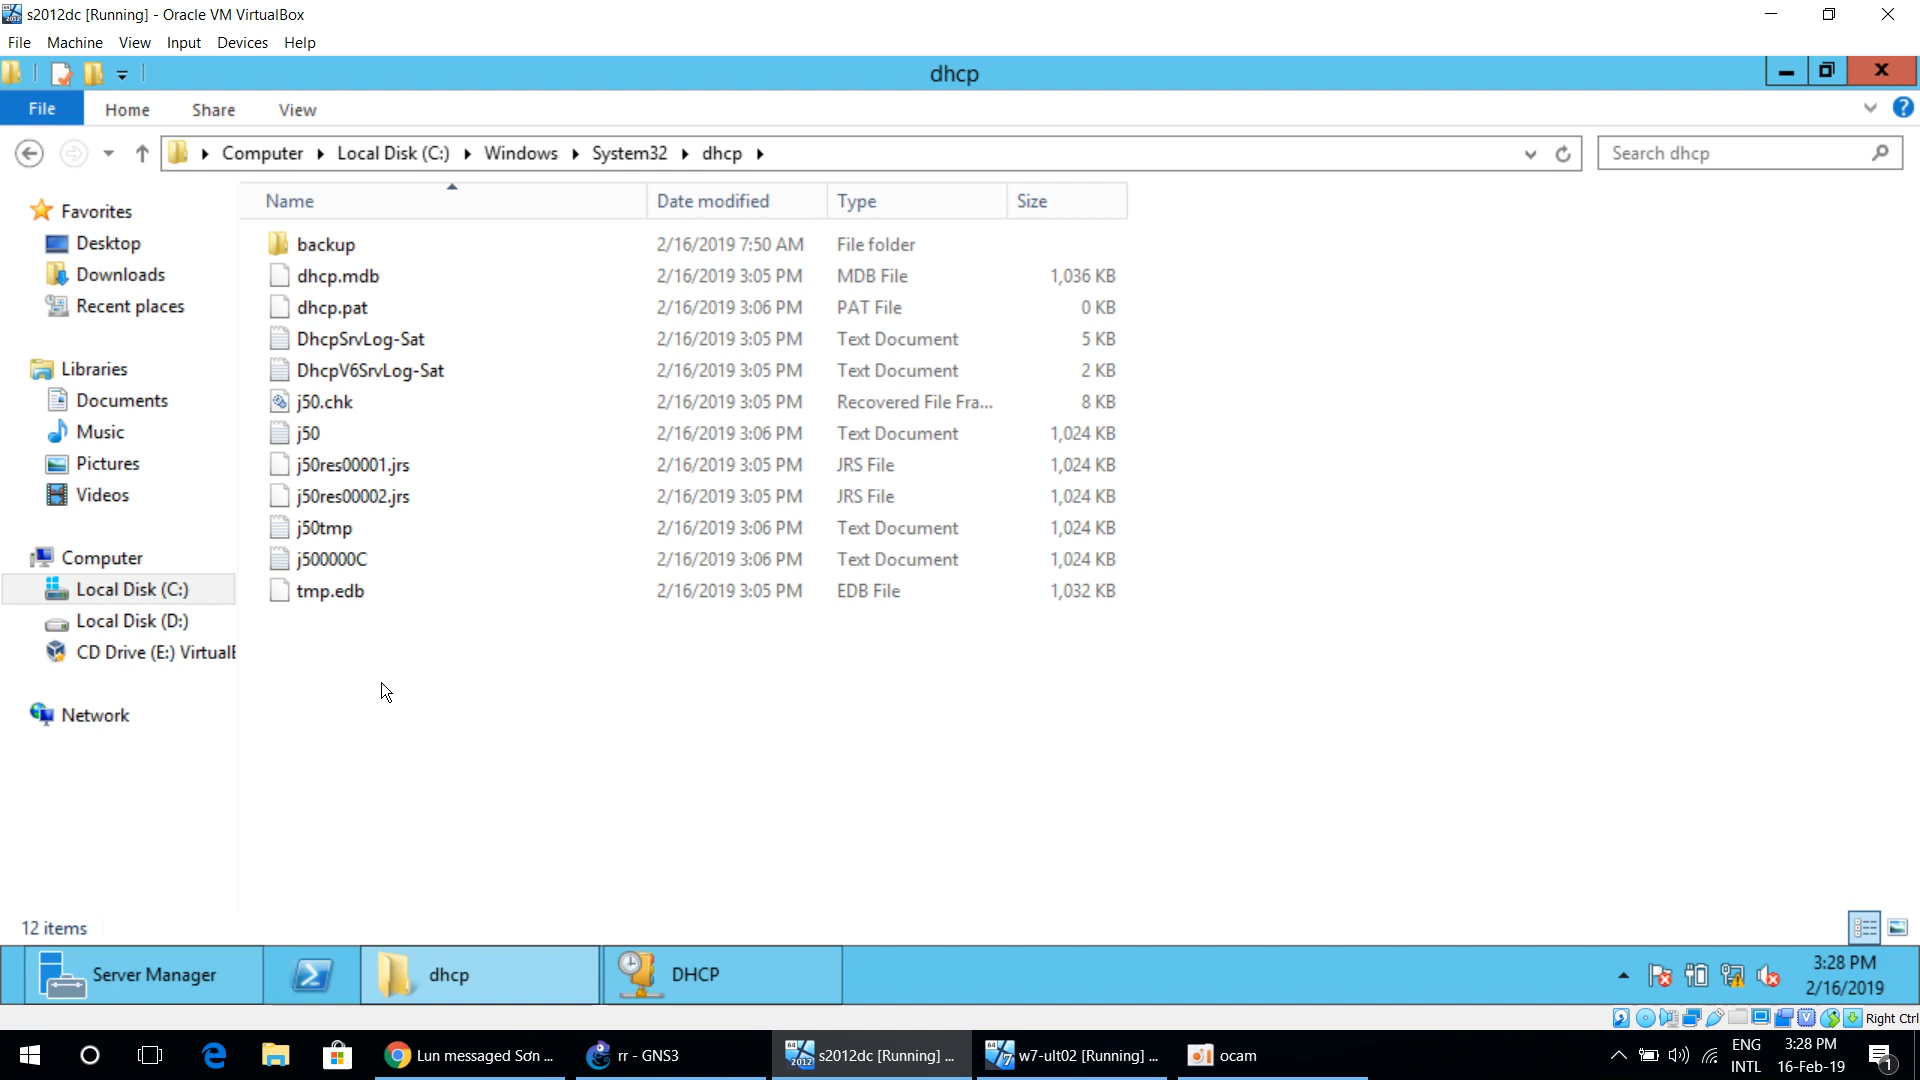 s2012dc [Running] - Oracle VM VirtualBox
File Machine View Input Devices Help
dhcp
File Home Share View
Computer Local Disk (C:) Windows System32 dhcp
Search dhcp
Name Date modified Type Size
Favorites
Desktop
Downloads
Recent places
Libraries
Documents
Music
Pictures
Videos
Computer
Local Disk (C:)
Local Disk (D:)
CD Drive (E:) Virtual
Network
backup 2/16/2019 7:50 AM File folder
dhcp.mdb 2/16/2019 3:05 PM MDB File 1,036 KB
dhcp.pat 2/16/2019 3:06 PM PAT File 0 KB
DhcpSrvLog-Sat 2/16/2019 3:05 PM Text Document 5 KB
DhcpV6SrvLog-Sat 2/16/2019 3:05 PM Text Document 2 KB
j50.chk 2/16/2019 3:05 PM Recovered File Fra... 8 KB
j50 2/16/2019 3:06 PM Text Document 1,024 KB
j50res00001.jrs 2/16/2019 3:05 PM JRS File 1,024 KB
j50res00002.jrs 2/16/2019 3:05 PM JRS File 1,024 KB
j50tmp 2/16/2019 3:06 PM Text Document 1,024 KB
j500000C 2/16/2019 3:06 PM Text Document 1,024 KB
tmp.edb 2/16/2019 3:05 PM EDB File 1,032 KB
12 items
Server Manager dhcp DHCP
3:28 PM
2/16/2019
Right Ctrl
Lun messaged Sơn ... rr - GNS3 s2012dc [Running] ... w7-ult02 [Running] ... ocam
ENG
INTL
3:28 PM
16-Feb-19
1